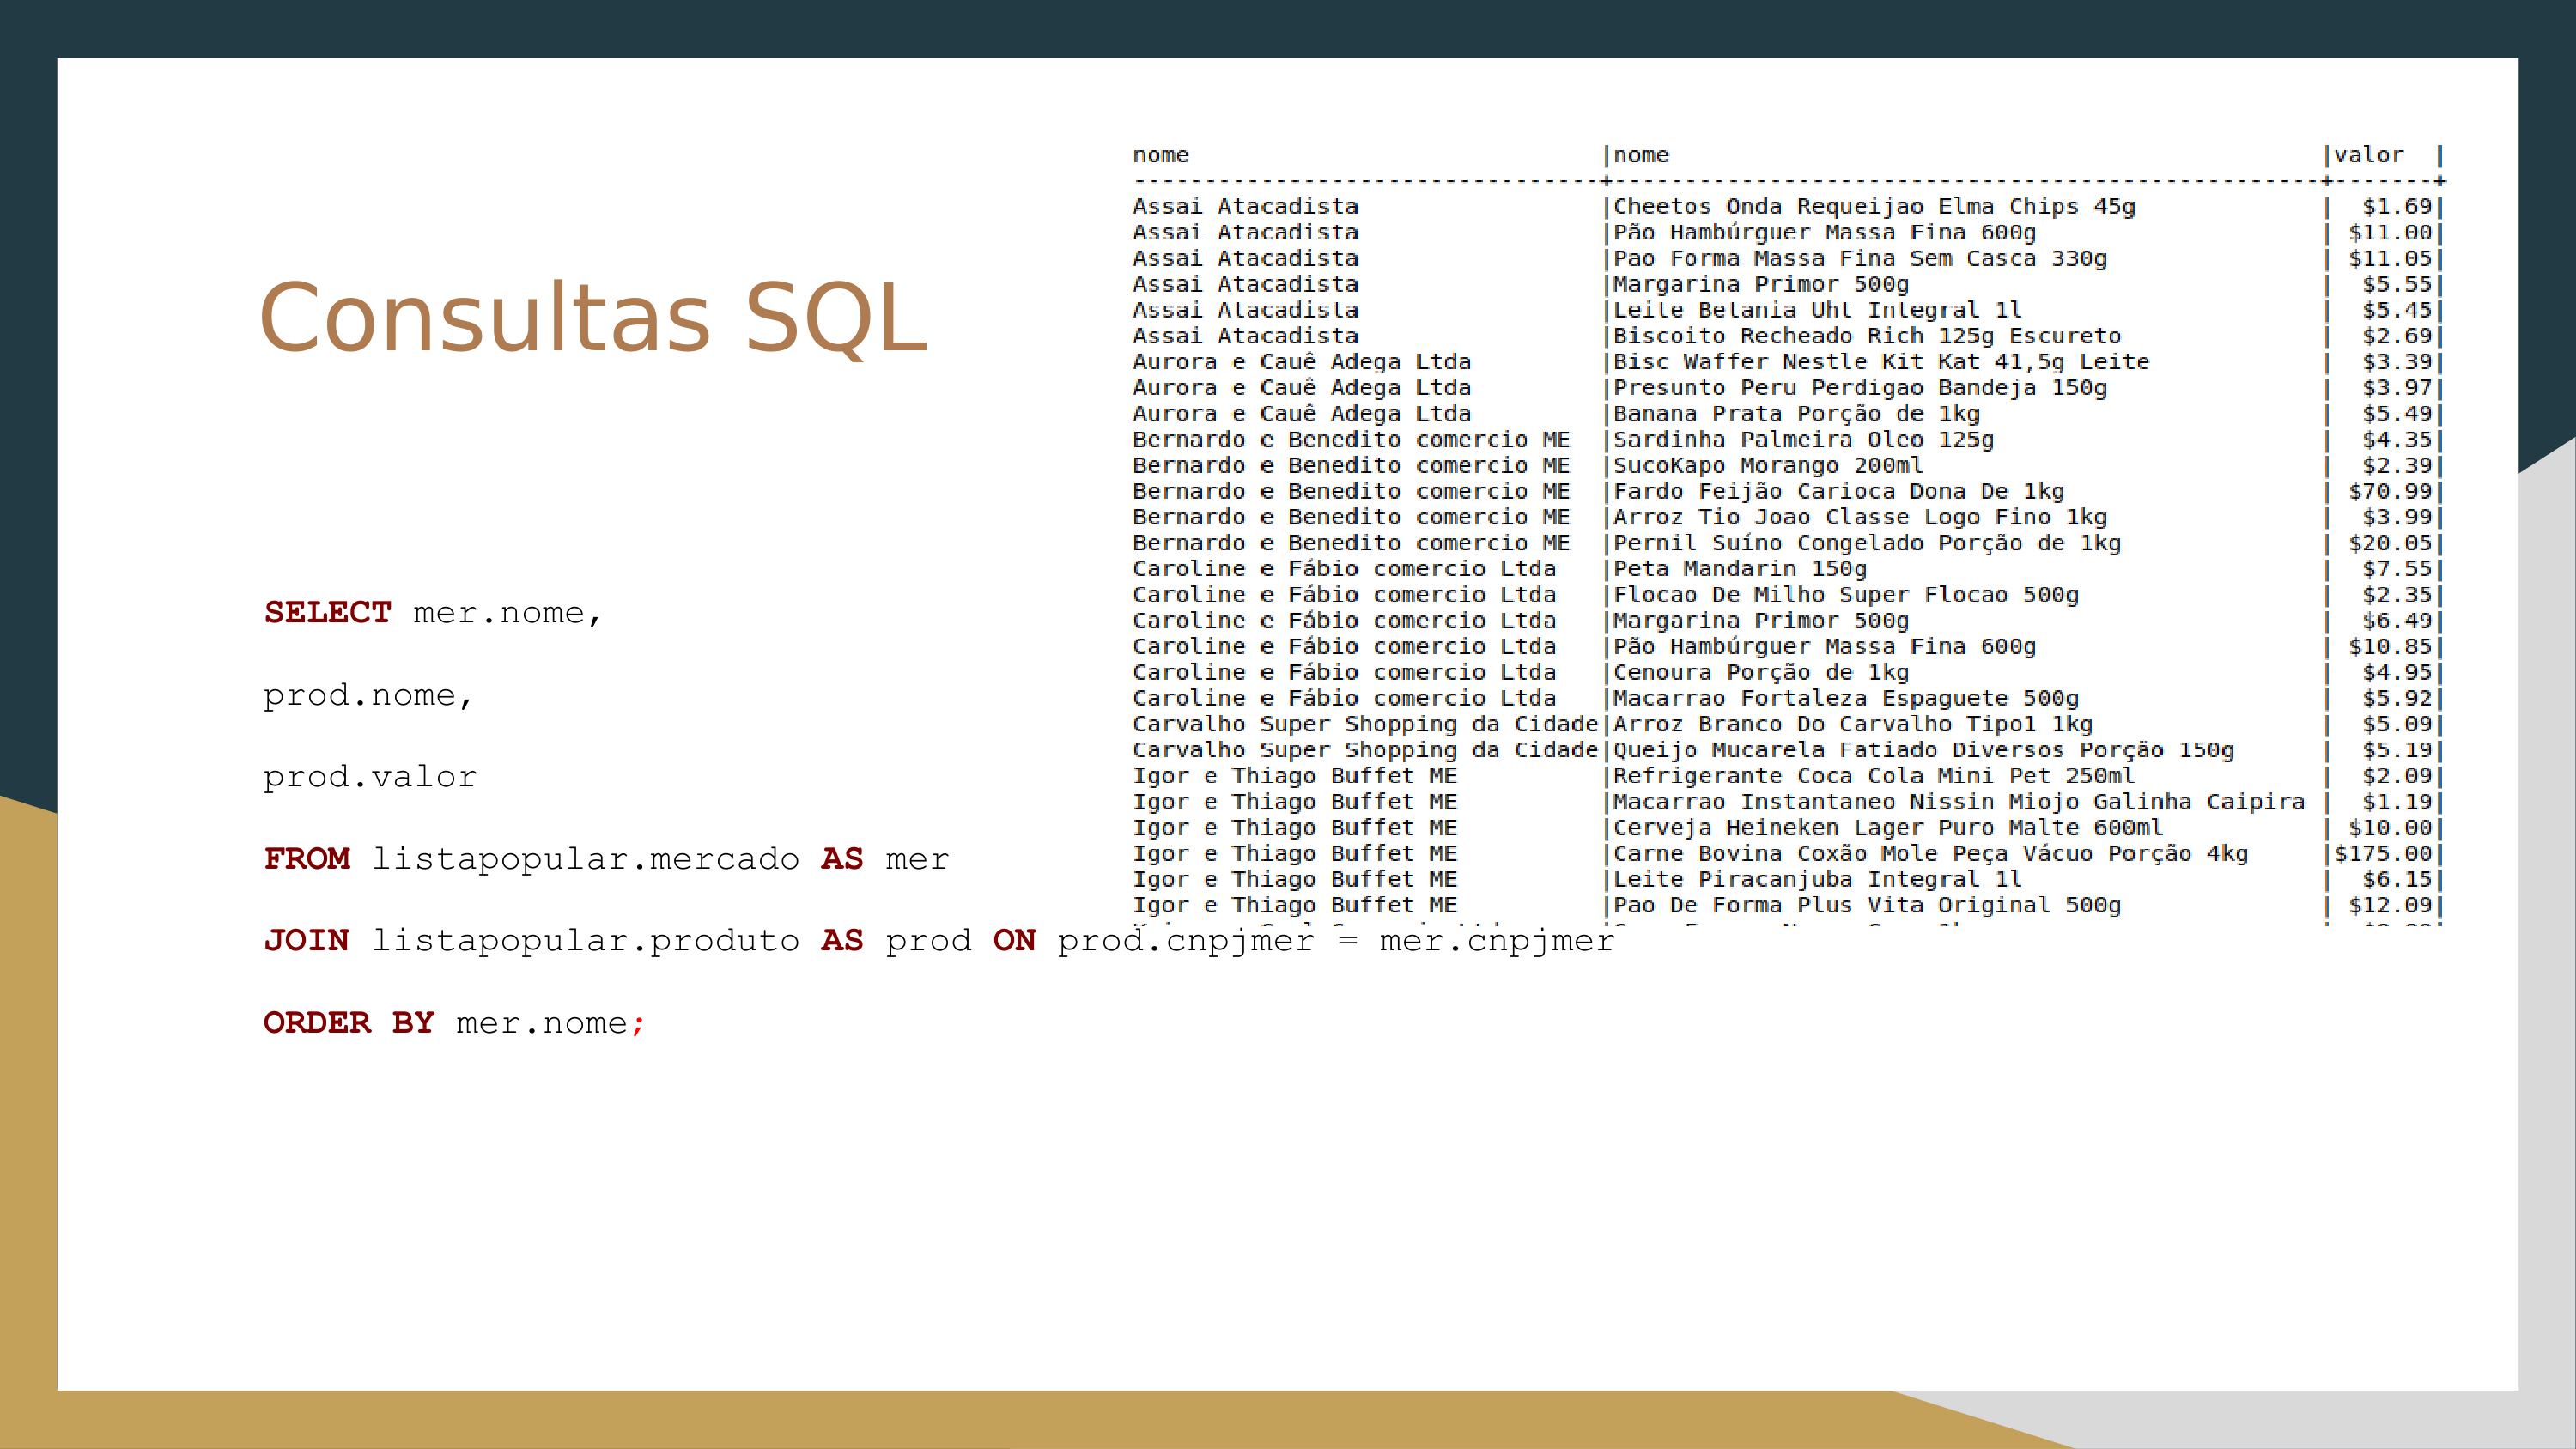 Consultas SQL
SELECT mer.nome,
prod.nome,
prod.valor
FROM listapopular.mercado AS mer
JOIN listapopular.produto AS prod ON prod.cnpjmer = mer.cnpjmer
ORDER BY mer.nome;
nome |nome |valor |
---------------------------------+--------------------------------------------------+-------+
Assai Atacadista |Cheetos Onda Requeijao Elma Chips 45g | $1.69|
Assai Atacadista |Pão Hambúrguer Massa Fina 600g | $11.00|
Assai Atacadista |Pao Forma Massa Fina Sem Casca 330g | $11.05|
Assai Atacadista |Margarina Primor 500g | $5.55|
Assai Atacadista |Leite Betania Uht Integral 1l | $5.45|
Assai Atacadista |Biscoito Recheado Rich 125g Escureto | $2.69|
Aurora e Cauê Adega Ltda |Bisc Waffer Nestle Kit Kat 41,5g Leite | $3.39|
Aurora e Cauê Adega Ltda |Presunto Peru Perdigao Bandeja 150g | $3.97|
Aurora e Cauê Adega Ltda |Banana Prata Porção de 1kg | $5.49|
Bernardo e Benedito comercio ME |Sardinha Palmeira Oleo 125g | $4.35|
Bernardo e Benedito comercio ME |SucoKapo Morango 200ml | $2.39|
Bernardo e Benedito comercio ME |Fardo Feijão Carioca Dona De 1kg | $70.99|
Bernardo e Benedito comercio ME |Arroz Tio Joao Classe Logo Fino 1kg | $3.99|
Bernardo e Benedito comercio ME |Pernil Suíno Congelado Porção de 1kg | $20.05|
Caroline e Fábio comercio Ltda |Peta Mandarin 150g | $7.55|
Caroline e Fábio comercio Ltda |Flocao De Milho Super Flocao 500g | $2.35|
Caroline e Fábio comercio Ltda |Margarina Primor 500g | $6.49|
Caroline e Fábio comercio Ltda |Pão Hambúrguer Massa Fina 600g | $10.85|
Caroline e Fábio comercio Ltda |Cenoura Porção de 1kg | $4.95|
Caroline e Fábio comercio Ltda |Macarrao Fortaleza Espaguete 500g | $5.92|
Carvalho Super Shopping da Cidade|Arroz Branco Do Carvalho Tipo1 1kg | $5.09|
Carvalho Super Shopping da Cidade|Queijo Mucarela Fatiado Diversos Porção 150g | $5.19|
Igor e Thiago Buffet ME |Refrigerante Coca Cola Mini Pet 250ml | $2.09|
Igor e Thiago Buffet ME |Macarrao Instantaneo Nissin Miojo Galinha Caipira | $1.19|
Igor e Thiago Buffet ME |Cerveja Heineken Lager Puro Malte 600ml | $10.00|
Igor e Thiago Buffet ME |Carne Bovina Coxão Mole Peça Vácuo Porção 4kg |$175.00|
Igor e Thiago Buffet ME |Leite Piracanjuba Integral 1l | $6.15|
Igor e Thiago Buffet ME |Pao De Forma Plus Vita Original 500g | $12.09|